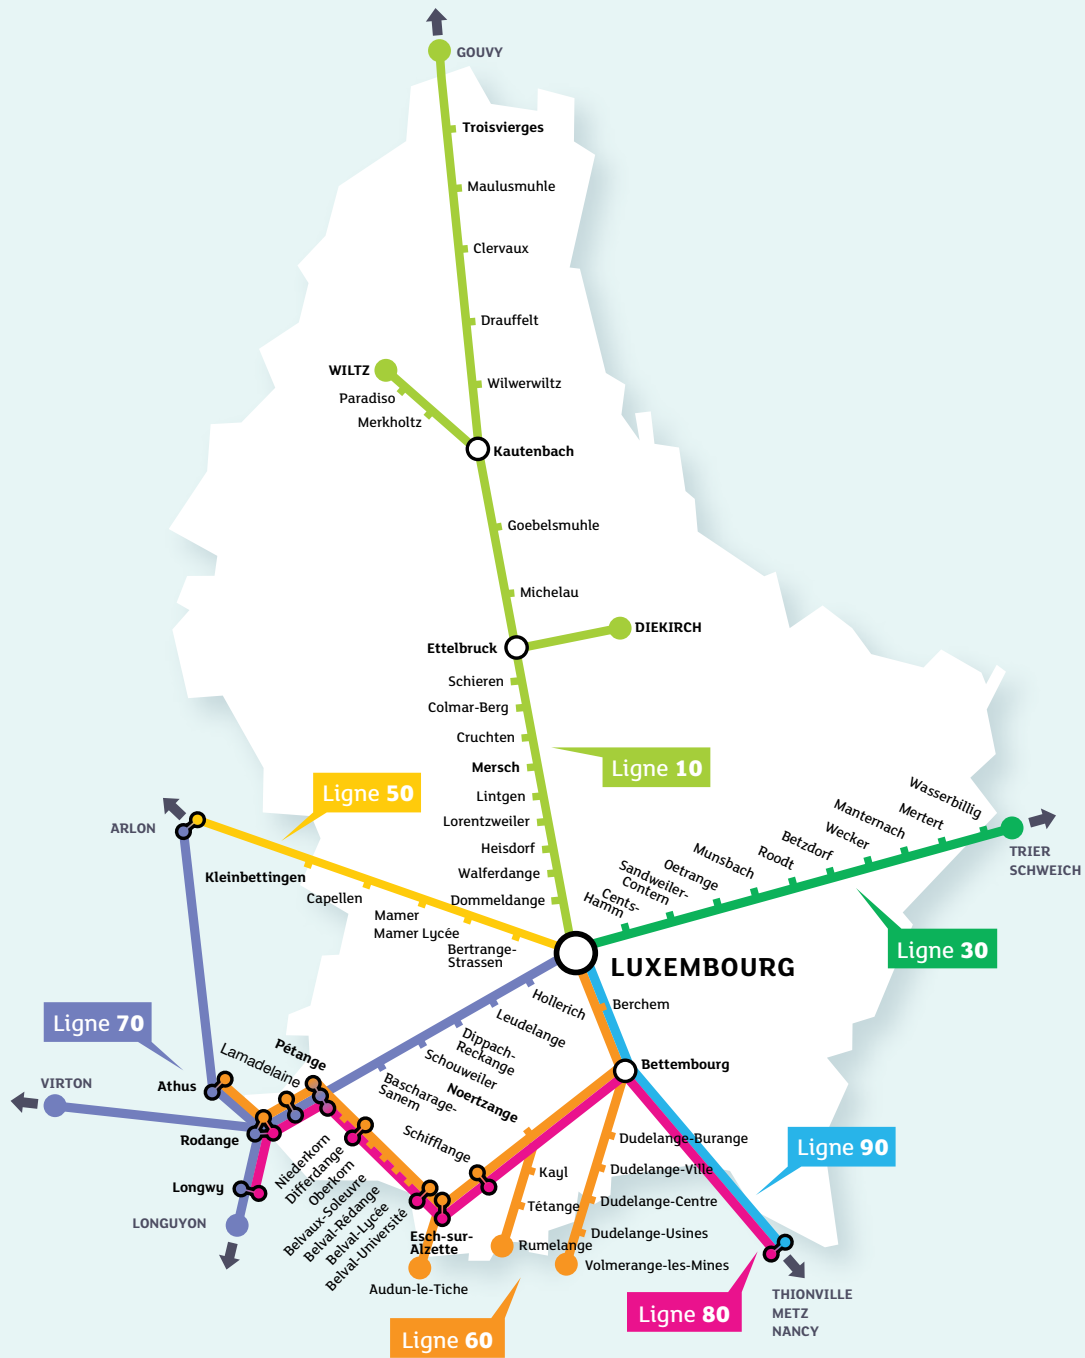 GOUVY
Troisvierges
Maulusmuhle
Clervaux
Drauffelt
WILTZ
Paradiso
Merkholtz
Wilwerwiltz
Kautenbach
Goebelsmuhle
Michelau
DIEKIRCH
Ettelbruck
Schieren
Colmar-Berg
Cruchten
Mersch
Lintgen
Lorentzweiler
Heisdorf
Walferdange
Dommeldange
Ligne 10
Ligne 50
ARLON
Kleinbettingen
Capellen
Mamer
Mamer Lycée
Bertrange-
Strassen
Cents-
Hamm
Sandweiler-
Contern
Oetrange
Munsbach
Roodt
Betzdorf
Wecker
Manternach
Mertert
Wasserbillig
TRIER
SCHWEICH
Ligne 30
LUXEMBOURG
Hollerich
Leudelange
Dippach-
Reckange
Schouweiler
Bascharage-
Sanem
Ligne 70
Pétange
Lamadelaine
Athus
VIRTON
Rodange
Longwy
LONGUYON
Berchem
Bettembourg
Noertzange
Schifflange
Niederkorn
Differdange
Oberkorn
Belvaux-Soleuvre
Belval-Rédange
Belval-Lycée
Belval-Université
Esch-sur-
Alzette
Audun-le-Tiche
Kayl
Tétange
Rumelange
Dudelange-Burange
Dudelange-Ville
Dudelange-Centre
Dudelange-Usines
Volmerange-les-Mines
Ligne 90
Ligne 60
Ligne 80
THIONVILLE
METZ
NANCY